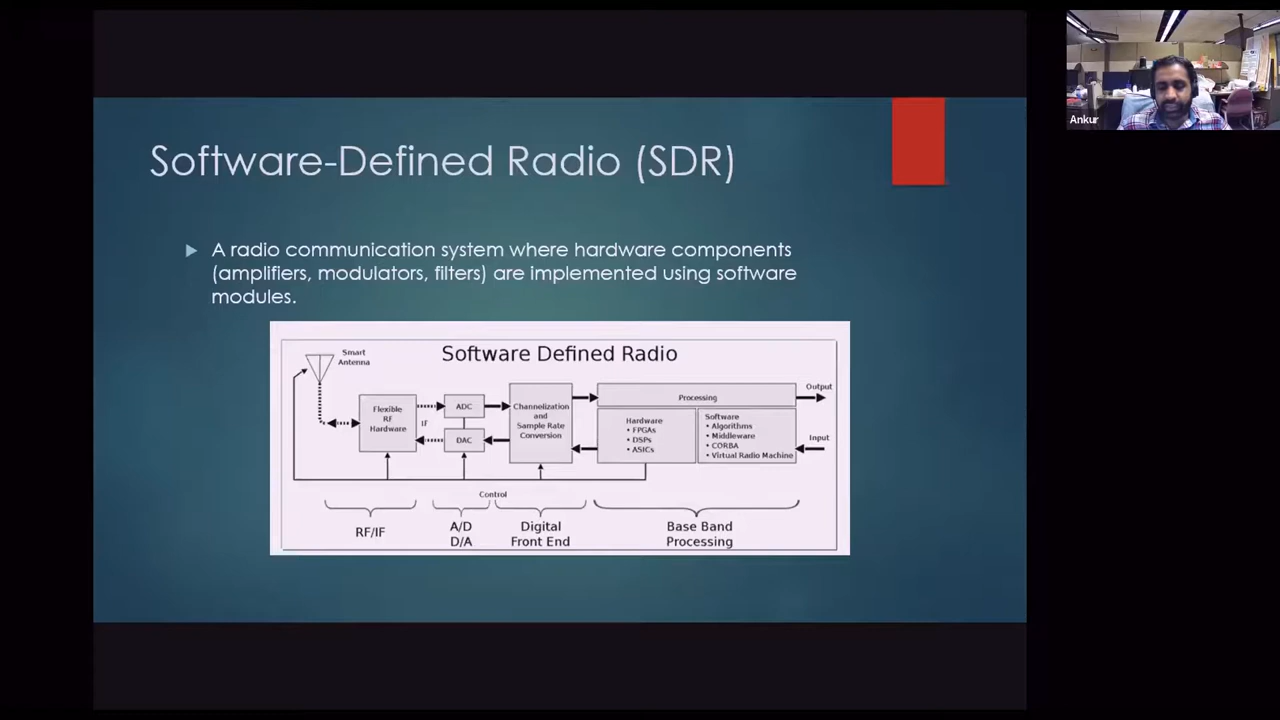 Software-Defined Radio (SDR)
A radio communication system where hardware components
(amplifiers, modulators, filters) are implemented using software
modules.
Software Defined Radio
Smart
Antenna
Flexible
RF
Hardware
IF
ADC
DAC
Channelization
and
Sample Rate
Conversion
Processing
Hardware
• FPGAs
• DSPs
• ASICs
Software
• Algorithms
• Middleware
• CORBA
• Virtual Radio Machine
Output
Input
Control
RF/IF
A/D
D/A
Digital
Front End
Base Band
Processing
Ankur